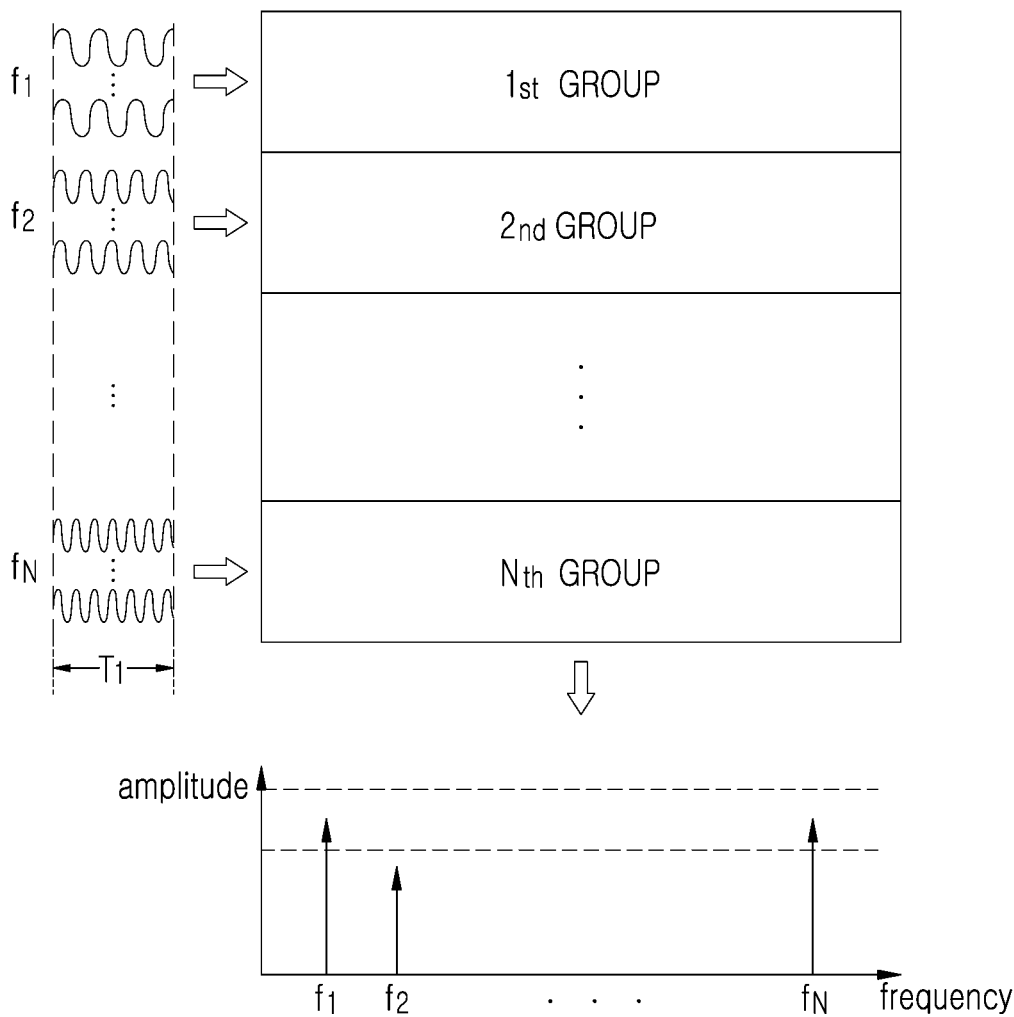 f1
1st GROUP
f2
2nd GROUP
fN
Nth GROUP
T1
amplitude
f1 f2 . . . fN frequency